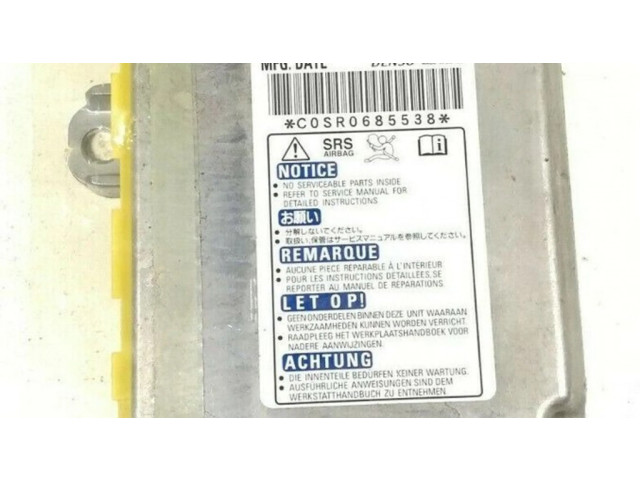 MFG. DATE DENSO
*C0SR0685538*
SRS
AIRBAG
NOTICE
• NO SERVICEABLE PARTS INSIDE
• REFER TO SERVICE MANUAL FOR
DETAILED INSTRUCTIONS
お願い
• 分解しないでください。
• 取扱い、保管はサービスマニュアルを参照してください。
REMARQUE
• AUCUNE PIECE REPARABLE À L'INTÉRIEUR
• POUR LES INSTRUCTIONS DETAILLEES, SE
REPORTER AU MANUEL DE REPARATIONS
LET OP!
• GEEN ONDERDELEN BINNEN DEZE UNIT WAARAAN
WERKZAAMHEDEN KUNNEN WORDEN VERRICHT.
• RAADPLEEG HET WERKPLAATSHANDBOEK VOOR
NADERE AANWIJZINGEN.
ACHTUNG
• DIE INNENTEILE BEDÜRFEN KEINER WARTUNG.
• AUSFÜHRLICHE ANWEISUNGEN SIND DEM
WERKSTATTHANDBUCH ZU ENTNEHMEN